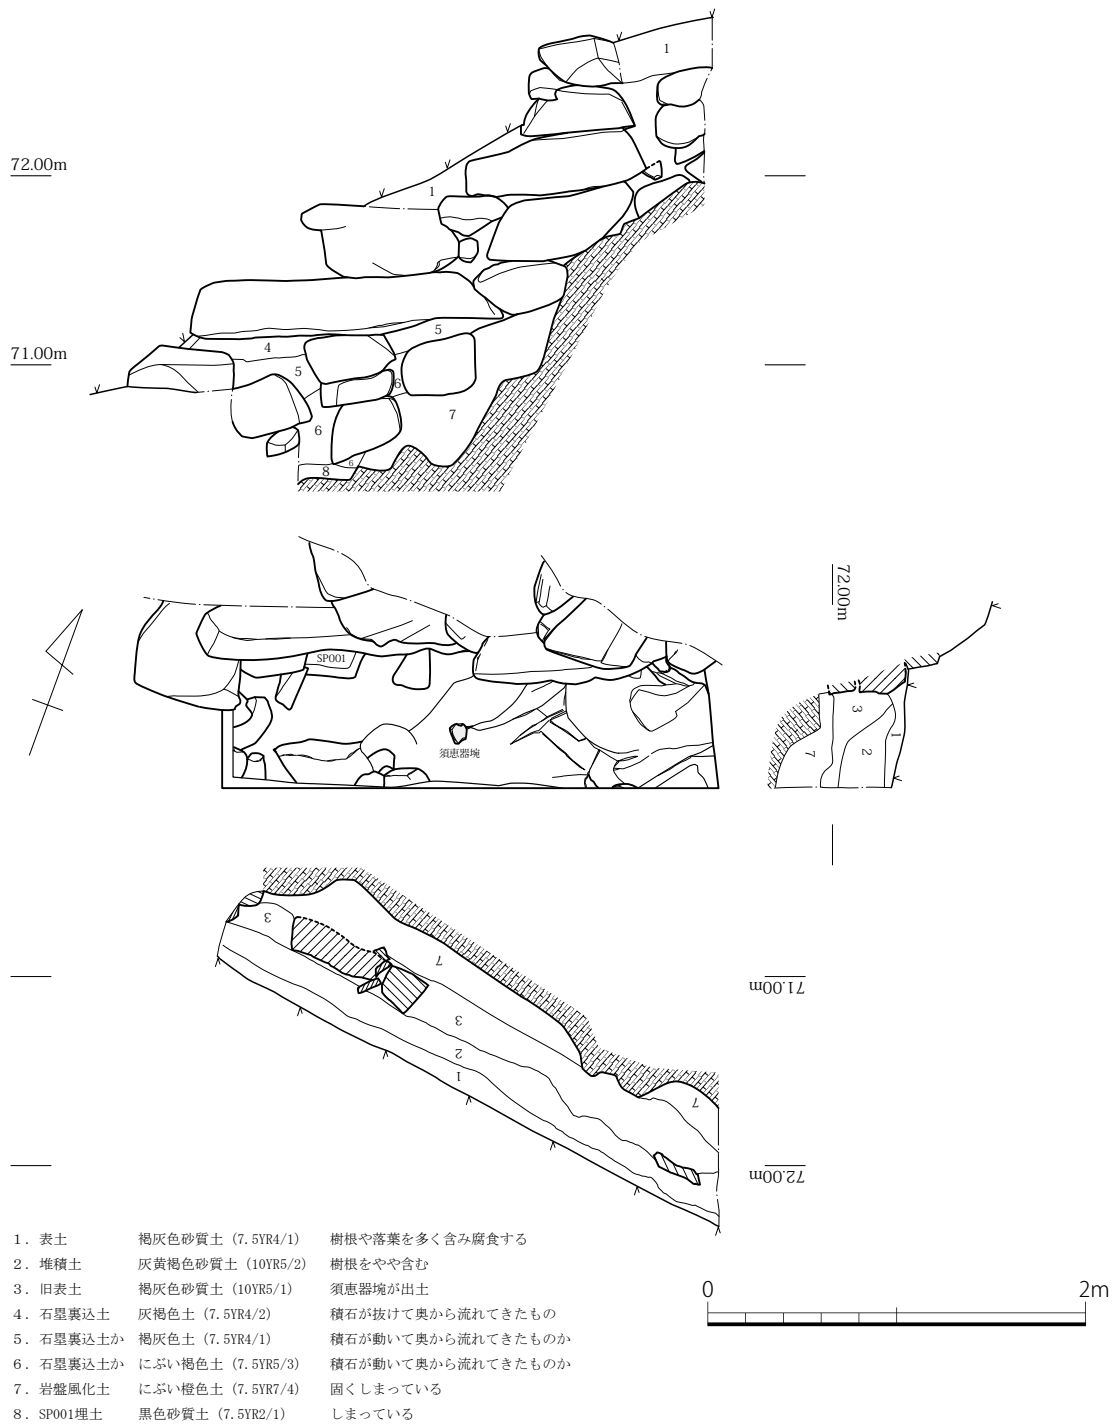 1
72.00m
1
5
71.00m
4
5
6
7
6
6
8
72.00m
SP001
須恵器埦
3
1
2
7
3
7
71.00m
3
2
1
7
72.00m
1. 表土 褐灰色砂質土 (7.5YR4/1) 樹根や落葉を多く含み腐食する
2. 堆積土 灰黄褐色砂質土 (10YR5/2) 樹根をやや含む
3. 旧表土 褐灰色砂質土 (10YR5/1) 須恵器埦が出土
4. 石塁裏込土 灰褐色土 (7.5YR4/2) 積石が抜けて奥から流れてきたもの
5. 石塁裏込土か 褐灰色土 (7.5YR4/1) 積石が動いて奥から流れてきたものか
6. 石塁裏込土か にぶい褐色土 (7.5YR5/3) 積石が動いて奥から流れてきたものか
7. 岩盤風化土 にぶい橙色土 (7.5YR7/4) 固くしまっている
8. SP001埋土 黒色砂質土 (7.5YR2/1) しまっている
0 2m